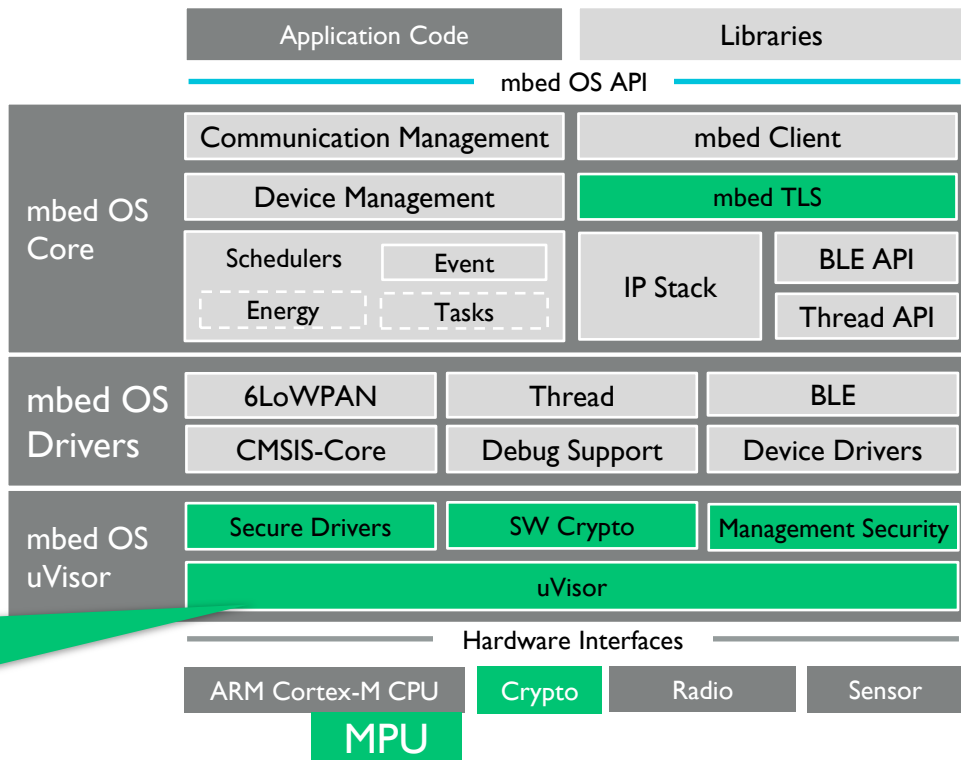 Application Code
Libraries
mbed OS API
mbed OS
Core
Communication Management
mbed Client
Device Management
mbed TLS
Schedulers
Event
Energy
Tasks
IP Stack
BLE API
Thread API
mbed OS
Drivers
6LoWPAN
Thread
BLE
CMSIS-Core
Debug Support
Device Drivers
mbed OS
uVisor
Secure Drivers
SW Crypto
Management Security
uVisor
Hardware Interfaces
ARM Cortex-M CPU
Crypto
Radio
Sensor
MPU